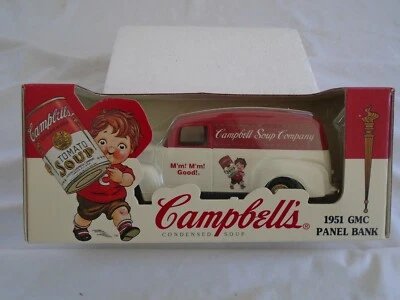 Campbell's
TOMATO
SOUP
C
Campbell Soup Company
M'm! M'm!
Good!
Campbell's®
CONDENSED SOUP
1951 GMC
PANEL BANK